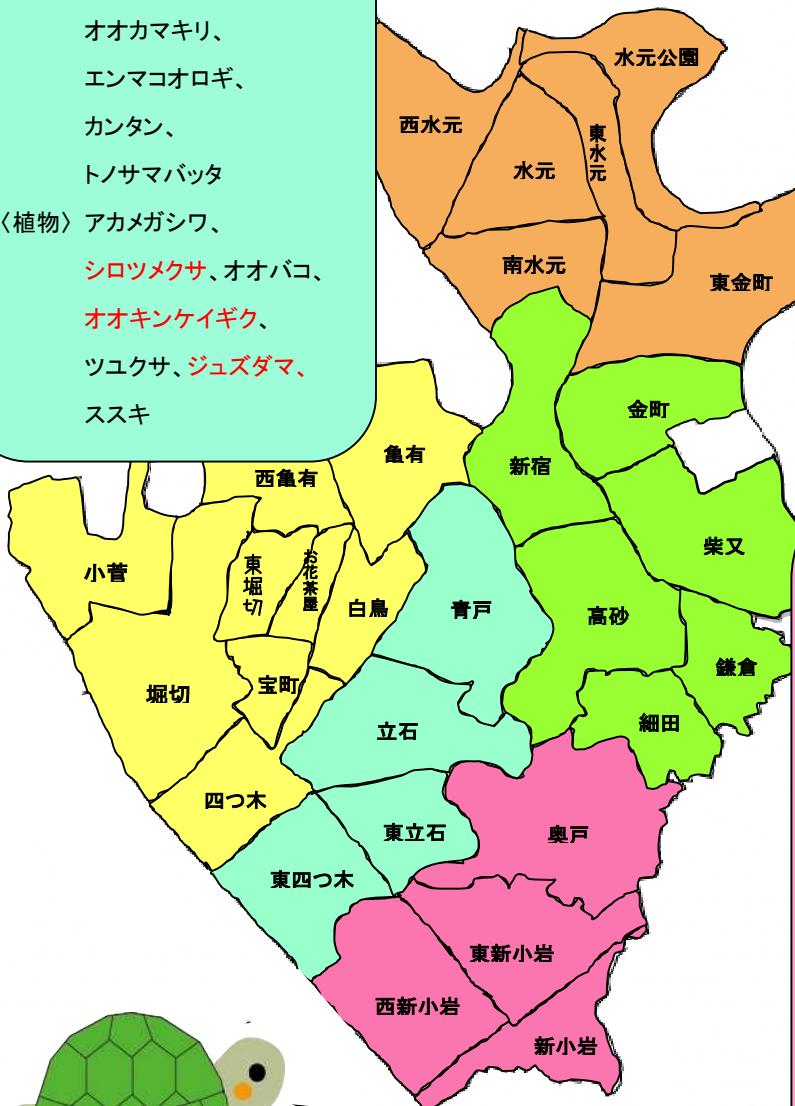 オオカマキリ、
エンマコオロギ、
カンタン、
トノサマバッタ
〈植物〉 アカメガシワ、
シロツメクサ、オオバコ、
オオキンケイギク、
ツユクサ、ジュズダマ、
ススキ
水元公園
西水元
東水元
水元
南水元
東金町
金町
亀有
新宿
西亀有
柴又
小菅
東堀切
お花茶屋
白鳥
青戸
高砂
鎌倉
堀切
宝町
細田
立石
四つ木
東立石
奥戸
東四つ木
東新小岩
西新小岩
新小岩